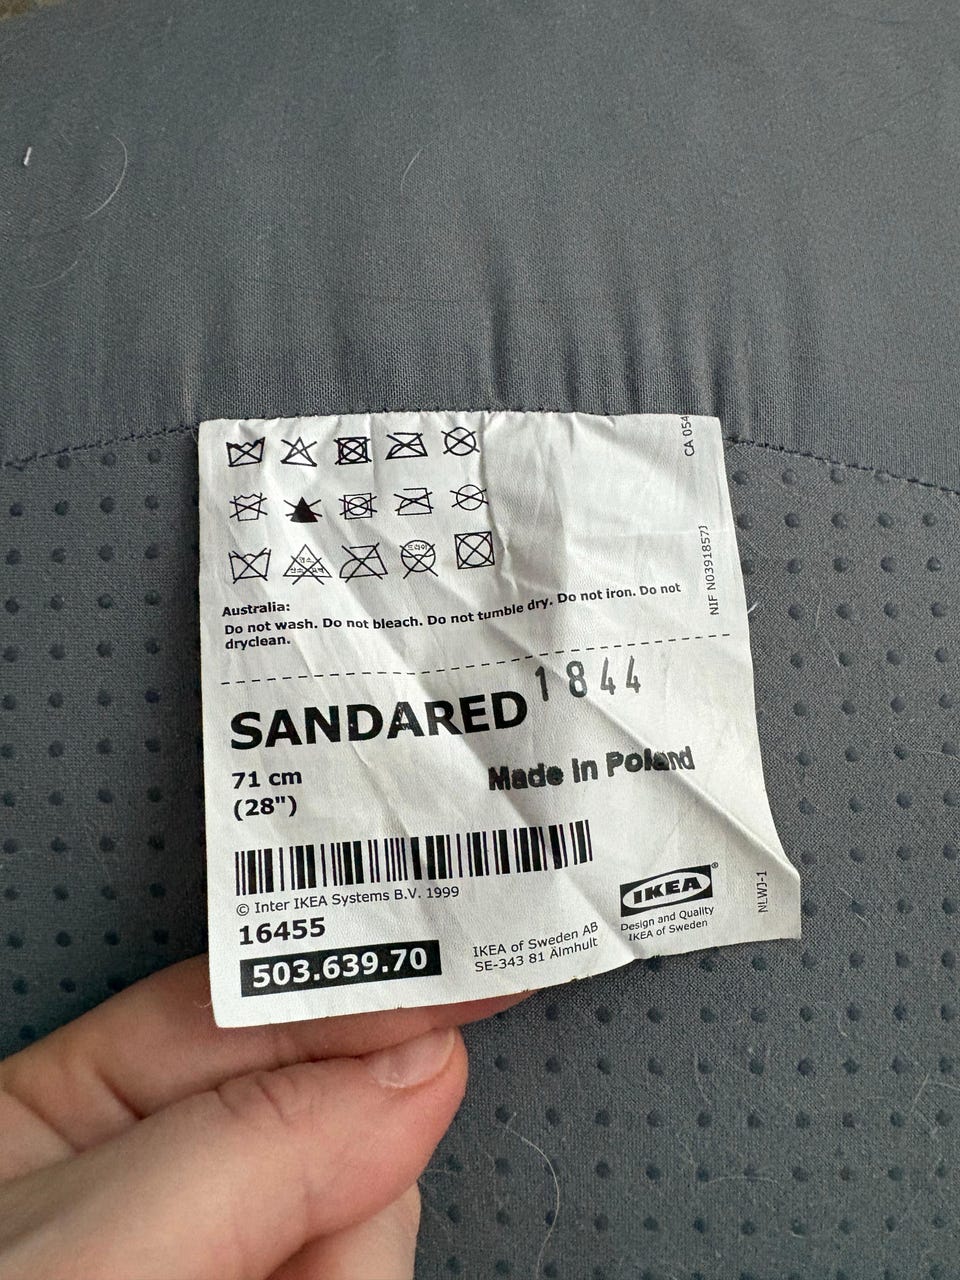 CA 054
NIF N0391857J
Australia:
Do not wash. Do not bleach. Do not tumble dry. Do not iron. Do not
dryclean.
1844
SANDARED
71 cm
(28")
Made in Poland
© Inter IKEA Systems B.V. 1999
16455
503.639.70
IKEA of Sweden AB
SE-343 81 Älmhult
IKEA®
Design and Quality
IKEA of Sweden
NLWJ-1